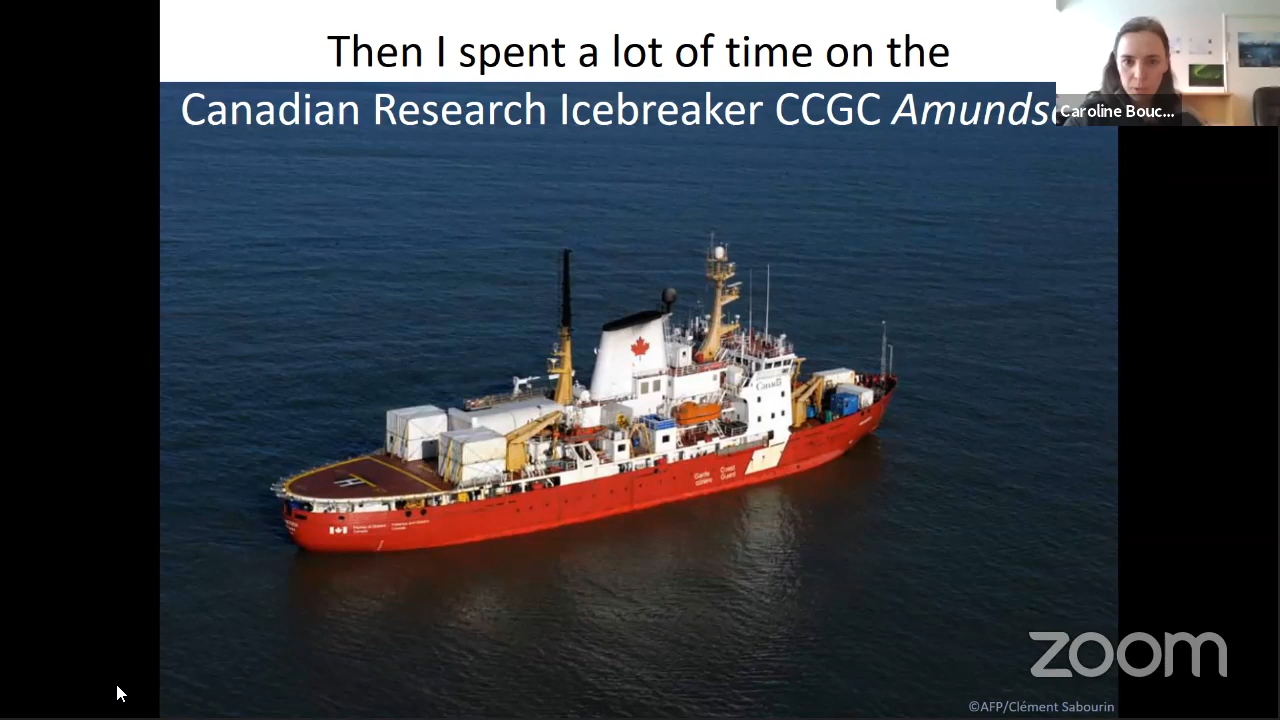 Then I spent a lot of time on the
Canadian Research Icebreaker CCGC Amunds
Caroline Bouc...
Canada
Garde Coast
côtière Guard
H
zoom
©AFP/Clément Sabourin